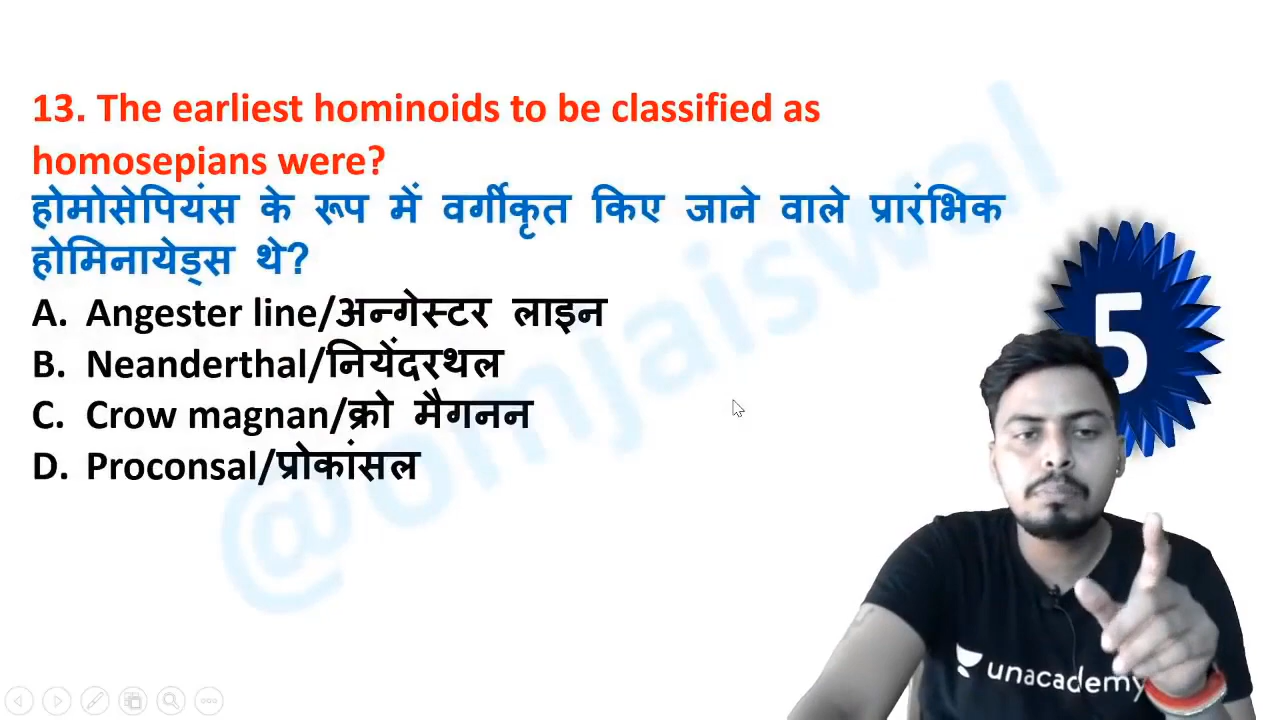 13. The earliest hominoids to be classified as
homosepians were?
होमोसेपियंस के रूप में वर्गीकृत किए जाने वाले प्रारंभिक
होमिनायेड्स थे?
A. Angester line/अन्गेस्टर लाइन
B. Neanderthal/नियेंदरथल
C. Crow magnan/क्रो मैगनन
D. Proconsal/प्रोकांसल
5
@omjaiswal
unacademy